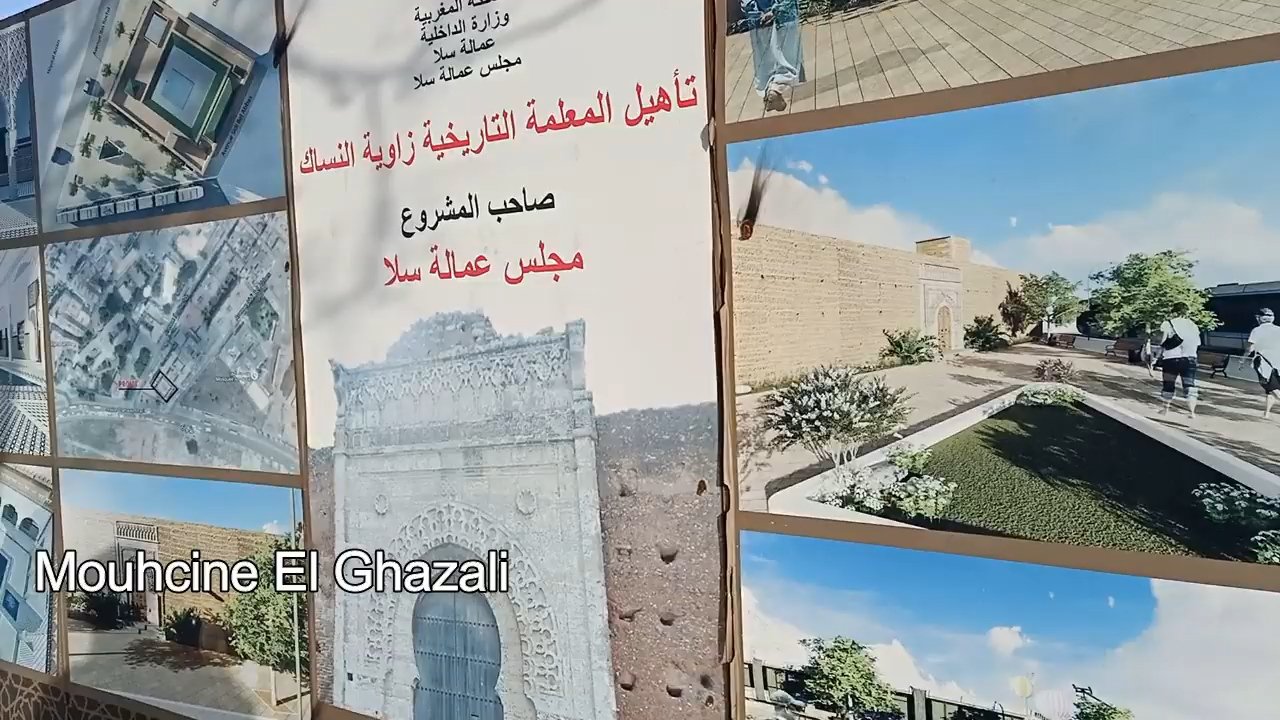 المغربية
وزارة الداخلية
عمالة سلا
مجلس عمالة سلا
تأهيل المعلمة التاريخية زاوية النساك
صاحب المشروع
مجلس عمالة سلا
Mouhcine El Ghazali